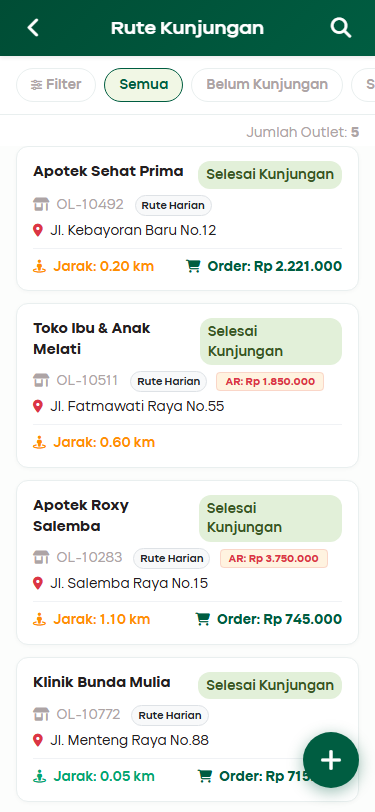 Rute Kunjungan
Filter Semua Belum Kunjungan S
Jumlah Outlet: 5
Apotek Sehat Prima Selesai Kunjungan
OL-10492 Rute Harian
Jl. Kebayoran Baru No.12
Jarak: 0.20 km Order: Rp 2.221.000
Toko Ibu & Anak Selesai
Melati Kunjungan
OL-10511 Rute Harian AR: Rp 1.850.000
Jl. Fatmawati Raya No.55
Jarak: 0.60 km
Apotek Roxy Selesai
Salemba Kunjungan
OL-10283 Rute Harian AR: Rp 3.750.000
Jl. Salemba Raya No.15
Jarak: 1.10 km Order: Rp 745.000
Klinik Bunda Mulia Selesai Kunjungan
OL-10772 Rute Harian
Jl. Menteng Raya No.88
Jarak: 0.05 km Order: Rp 715.